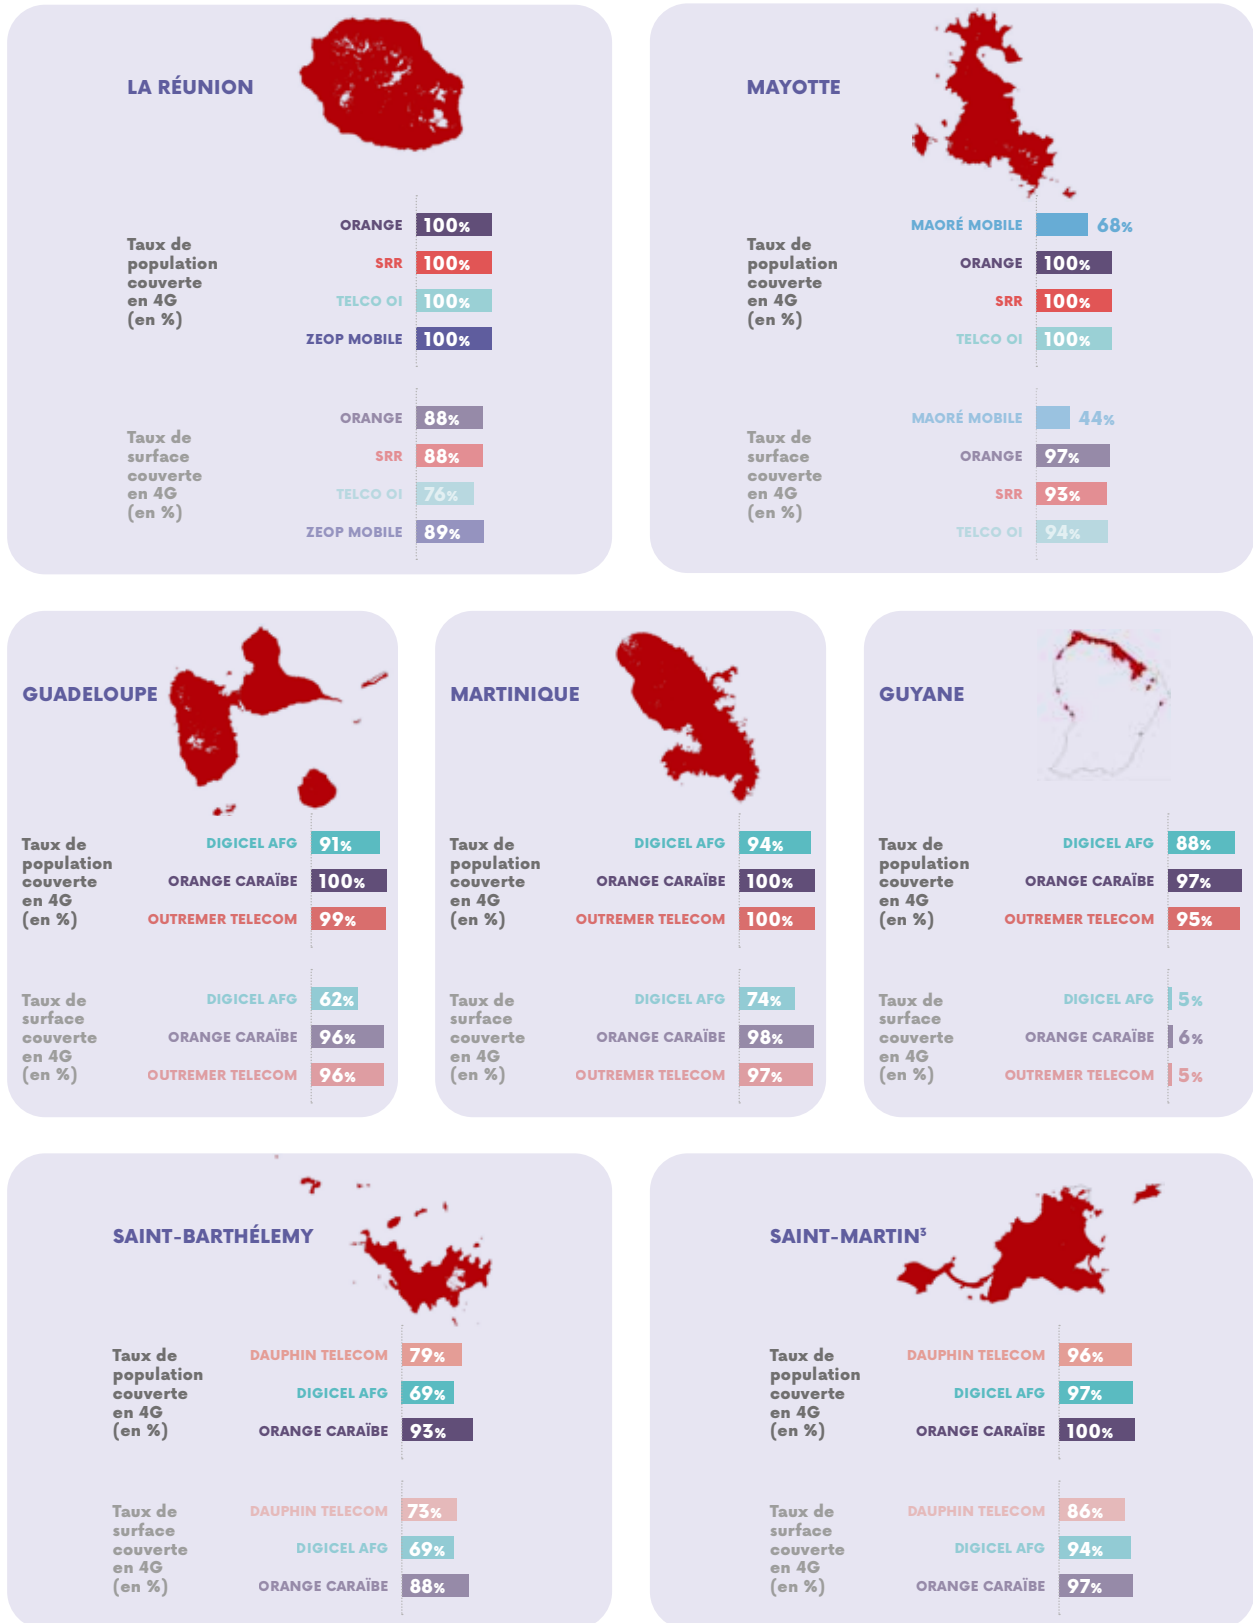 LA RÉUNION
Taux de
population
couverte
en 4G
(en %)
ORANGE 100%
SRR 100%
TELCO OI 100%
ZEOP MOBILE 100%
Taux de
surface
couverte
en 4G
(en %)
ORANGE 88%
SRR 88%
TELCO OI 76%
ZEOP MOBILE 89%
MAYOTTE
Taux de
population
couverte
en 4G
(en %)
MAORÉ MOBILE 68%
ORANGE 100%
SRR 100%
TELCO OI 100%
Taux de
surface
couverte
en 4G
(en %)
MAORÉ MOBILE 44%
ORANGE 97%
SRR 93%
TELCO OI 94%
GUADELOUPE
Taux de
population
couverte
en 4G
(en %)
DIGICEL AFG 91%
ORANGE CARAÏBE 100%
OUTREMER TELECOM 99%
Taux de
surface
couverte
en 4G
(en %)
DIGICEL AFG 62%
ORANGE CARAÏBE 96%
OUTREMER TELECOM 96%
MARTINIQUE
Taux de
population
couverte
en 4G
(en %)
DIGICEL AFG 94%
ORANGE CARAÏBE 100%
OUTREMER TELECOM 100%
Taux de
surface
couverte
en 4G
(en %)
DIGICEL AFG 74%
ORANGE CARAÏBE 98%
OUTREMER TELECOM 97%
GUYANE
Taux de
population
couverte
en 4G
(en %)
DIGICEL AFG 88%
ORANGE CARAÏBE 97%
OUTREMER TELECOM 95%
Taux de
surface
couverte
en 4G
(en %)
DIGICEL AFG 5%
ORANGE CARAÏBE 6%
OUTREMER TELECOM 5%
SAINT-BARTHÉLEMY
Taux de
population
couverte
en 4G
(en %)
DAUPHIN TELECOM 79%
DIGICEL AFG 69%
ORANGE CARAÏBE 93%
Taux de
surface
couverte
en 4G
(en %)
DAUPHIN TELECOM 73%
DIGICEL AFG 69%
ORANGE CARAÏBE 88%
SAINT-MARTIN³
Taux de
population
couverte
en 4G
(en %)
DAUPHIN TELECOM 96%
DIGICEL AFG 97%
ORANGE CARAÏBE 100%
Taux de
surface
couverte
en 4G
(en %)
DAUPHIN TELECOM 86%
DIGICEL AFG 94%
ORANGE CARAÏBE 97%